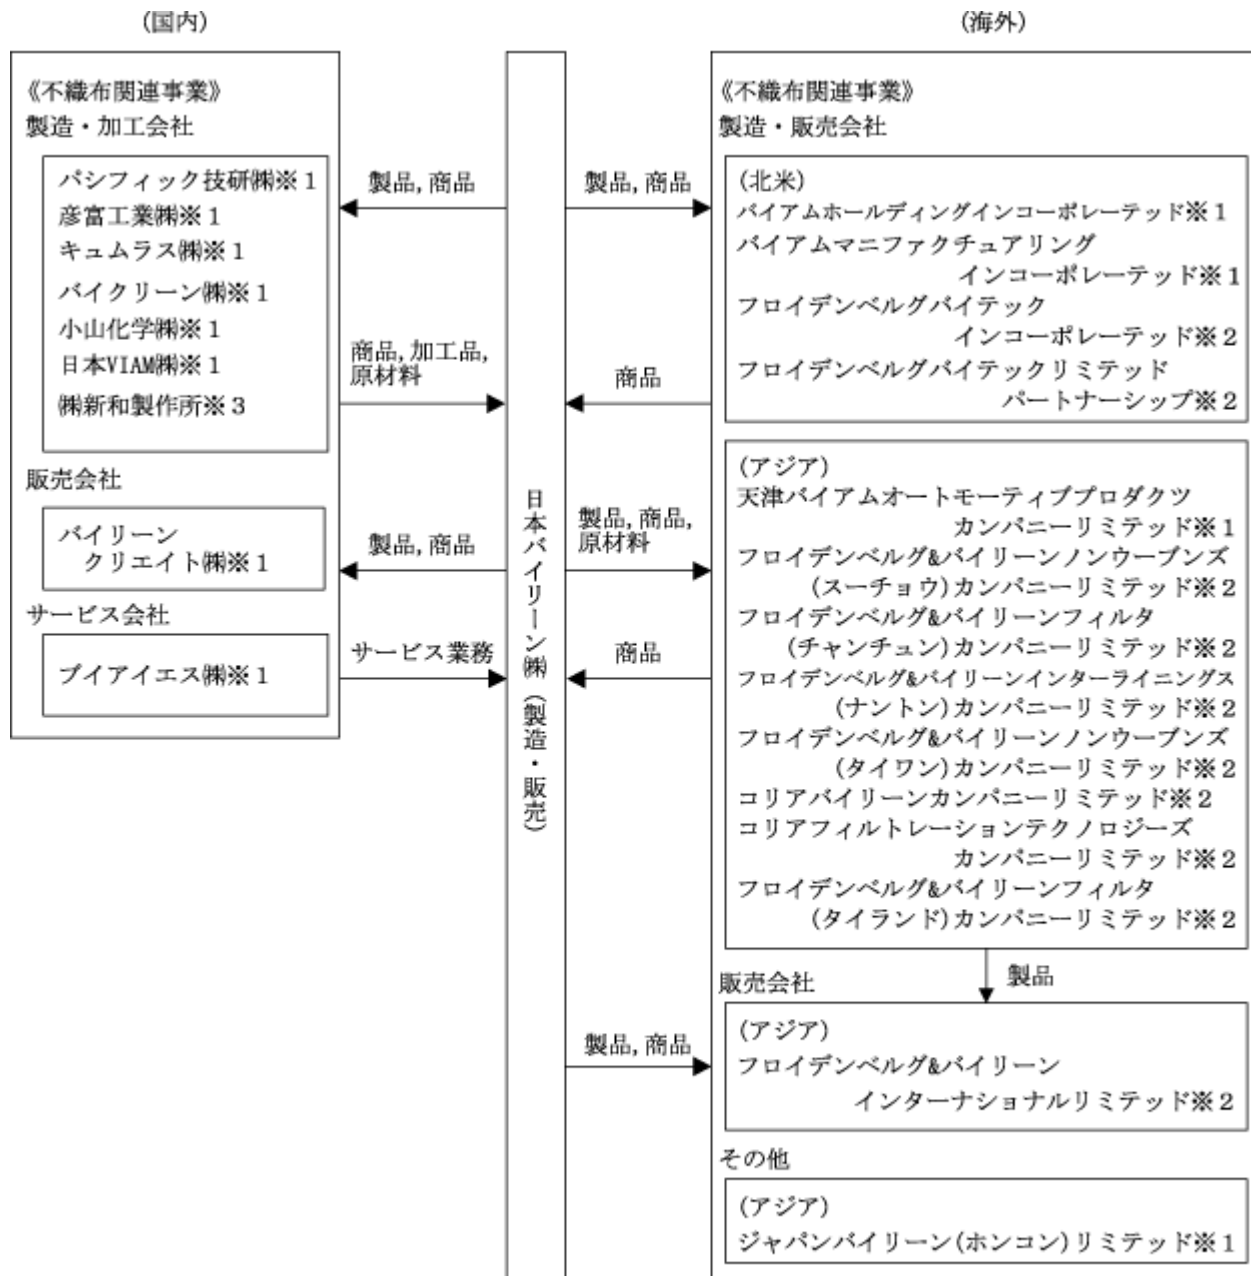 (国内)
《不織布関連事業》
製造・加工会社
パシフィック技研㈱※１
彦富工業㈱※１
キュムラス㈱※１
バイクリーン㈱※１
小山化学㈱※１
日本VIAM㈱※１
㈱新和製作所※３
販売会社
バイリーン
クリエイト㈱※１
サービス会社
ブイアイエス㈱※１
製品,商品
商品,加工品,
原材料
製品,商品
サービス業務
日本バイリーン㈱（製造・販売）
製品,商品
商品
製品,商品,
原材料
商品
製品,商品
(海外)
《不織布関連事業》
製造・販売会社
(北米)
バイアムホールディングインコーポレーテッド※１
バイアムマニファクチュアリング
インコーポレーテッド※１
フロイデンベルグバイテック
インコーポレーテッド※２
フロイデンベルグバイテックリミテッド
パートナーシップ※２
(アジア)
天津バイアムオートモーティブプロダクツ
カンパニーリミテッド※１
フロイデンベルグ&バイリーンノンウーブンズ
(スーチョウ)カンパニーリミテッド※２
フロイデンベルグ&バイリーンフィルタ
(チャンチュン)カンパニーリミテッド※２
フロイデンベルグ&バイリーンインターライニングス
(ナントン)カンパニーリミテッド※２
フロイデンベルグ&バイリーンノンウーブンズ
(タイワン)カンパニーリミテッド※２
コリアバイリーンカンパニーリミテッド※２
コリアフィルトレーションテクノロジーズ
カンパニーリミテッド※２
フロイデンベルグ&バイリーンフィルタ
(タイランド)カンパニーリミテッド※２
製品
販売会社
(アジア)
フロイデンベルグ&バイリーン
インターナショナルリミテッド※２
その他
(アジア)
ジャパンバイリーン(ホンコン)リミテッド※１